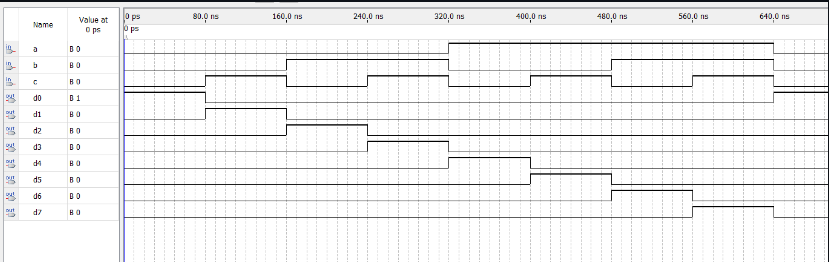 Name Value at 0 ps
0 ps 80.0 ns 160.0 ns 240.0 ns 320.0 ns 400.0 ns 480.0 ns 560.0 ns 640.0 ns
0 ps
in a B 0
in b B 0
in c B 0
out d0 B 1
out d1 B 0
out d2 B 0
out d3 B 0
out d4 B 0
out d5 B 0
out d6 B 0
out d7 B 0